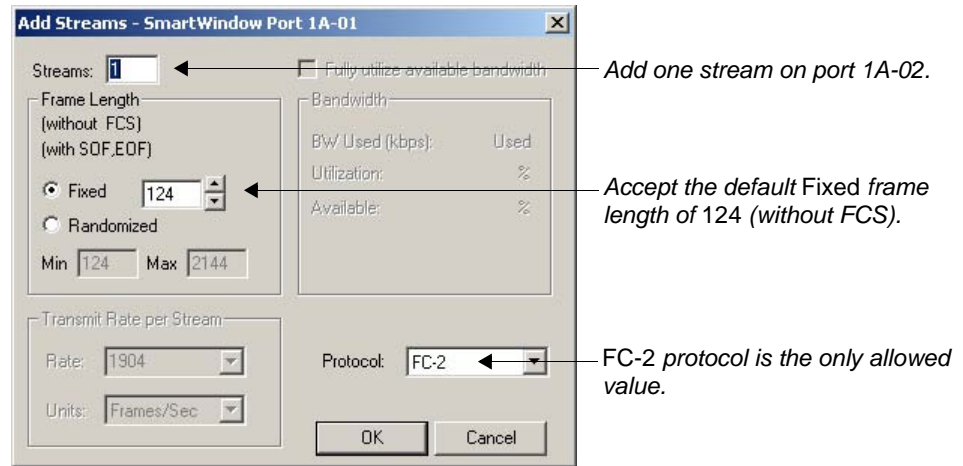 Add Streams - SmartWindow Port 1A-01
Streams: 1
Fully utilize available bandwidth
Add one stream on port 1A-02.
Frame Length
(without FCS)
(with SOF,EOF)
Fixed 124
Randomized
Min 124 Max 2144
Bandwidth
BW Used (kbps): Used
Utilization: %
Available: %
Accept the default Fixed frame
length of 124 (without FCS).
Transmit Rate per Stream
Rate: 1904
Units: Frames/Sec
Protocol: FC-2
FC-2 protocol is the only allowed
value.
OK Cancel